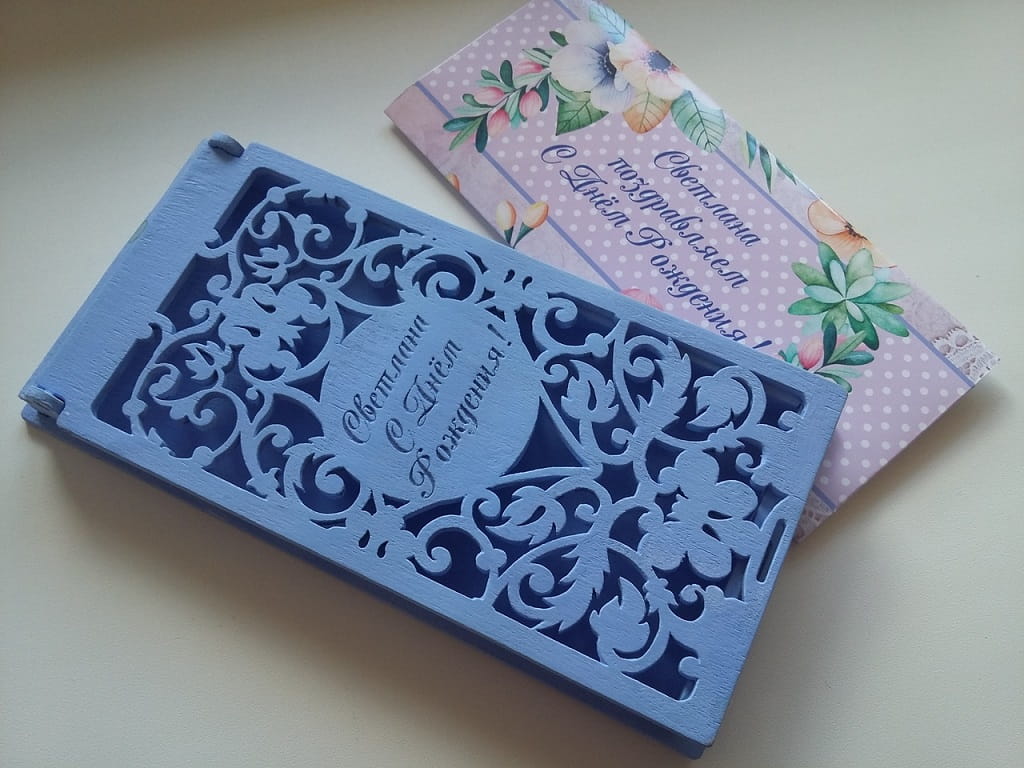 Светлана
С Днём
Рождения!
Светлана
поздравляем
С Днём Рождения!